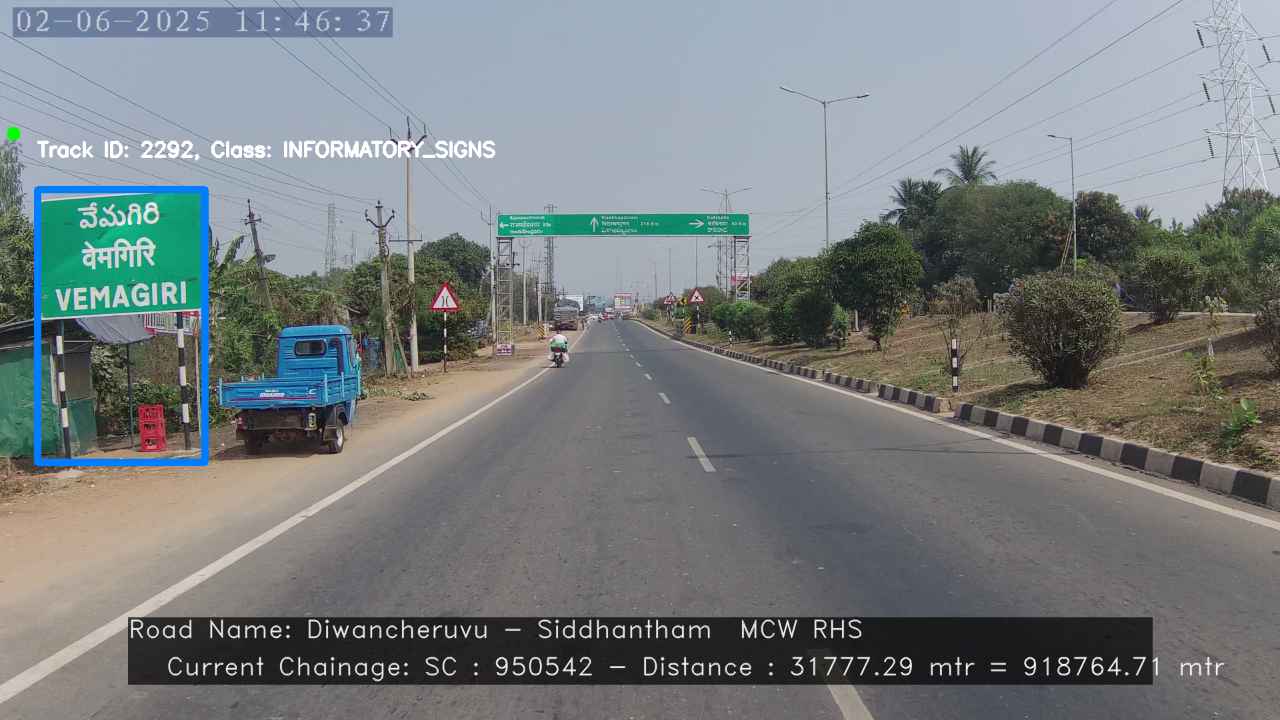 02-06-2025 11:46:37
Track ID: 2292, Class: INFORMATORY_SIGNS
వేమగిరి
वेमगिरि
VEMAGIRI
Road Name: Diwancheruvu - Siddhantham MCW RHS
Current Chainage: SC : 950542 - Distance : 31777.29 mtr = 918764.71 mtr